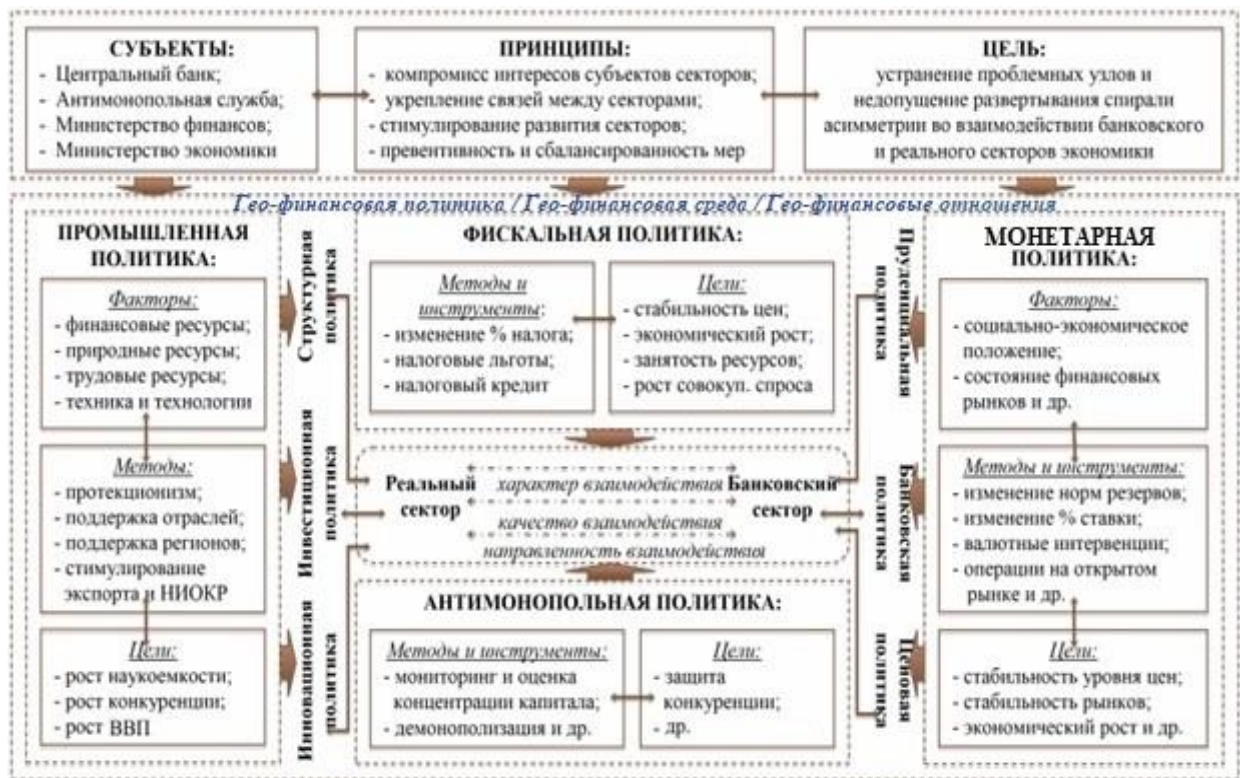 СУБЪЕКТЫ:
- Центральный банк;
- Антимонопольная служба;
- Министерство финансов;
- Министерство экономики
ПРИНЦИПЫ:
- компромисс интересов субъектов секторов;
- укрепление связей между секторами;
- стимулирование развития секторов;
- превентивность и сбалансированность мер
ЦЕЛЬ:
устранение проблемных узлов и
недопущение развертывания спирали
асимметрии во взаимодействии банковского
и реального секторов экономики
Гео-финансовая политика / Гео-финансовая среда / Гео-финансовые отношения
ПРОМЫШЛЕННАЯ
ПОЛИТИКА:
Факторы:
- финансовые ресурсы;
- природные ресурсы;
- трудовые ресурсы;
- техника и технологии
Методы:
- протекционизм;
- поддержка отраслей;
- поддержка регионов;
- стимулирование
экспорта и НИОКР
Цели:
- рост наукоемкости;
- рост конкуренции;
- рост ВВП
Структурная
политика
Инвестиционная
политика
Инновационная
политика
ФИСКАЛЬНАЯ ПОЛИТИКА:
Методы и
инструменты:
- изменение % налога;
- налоговые льготы;
- налоговый кредит
Цели:
- стабильность цен;
- экономический рост;
- занятость ресурсов;
- рост совокуп. спроса
Реальный
сектор
характер взаимодействия
качество взаимодействия
направленность взаимодействия
Банковский
сектор
АНТИМОНОПОЛЬНАЯ ПОЛИТИКА:
Методы и инструменты:
- мониторинг и оценка
концентрации капитала;
- демонополизация и др.
Цели:
- защита
конкуренции;
- др.
Пруденциальная
политика
Банковская
политика
Ценовая
политика
МОНЕТАРНАЯ
ПОЛИТИКА:
Факторы:
- социально-экономическое
положение;
- состояние финансовых
рынков и др.
Методы и инструменты:
- изменение норм резервов;
- изменение % ставки;
- валютные интервенции;
- операции на открытом
рынке и др.
Цели:
- стабильность уровня цен;
- стабильность рынков;
- экономический рост и др.